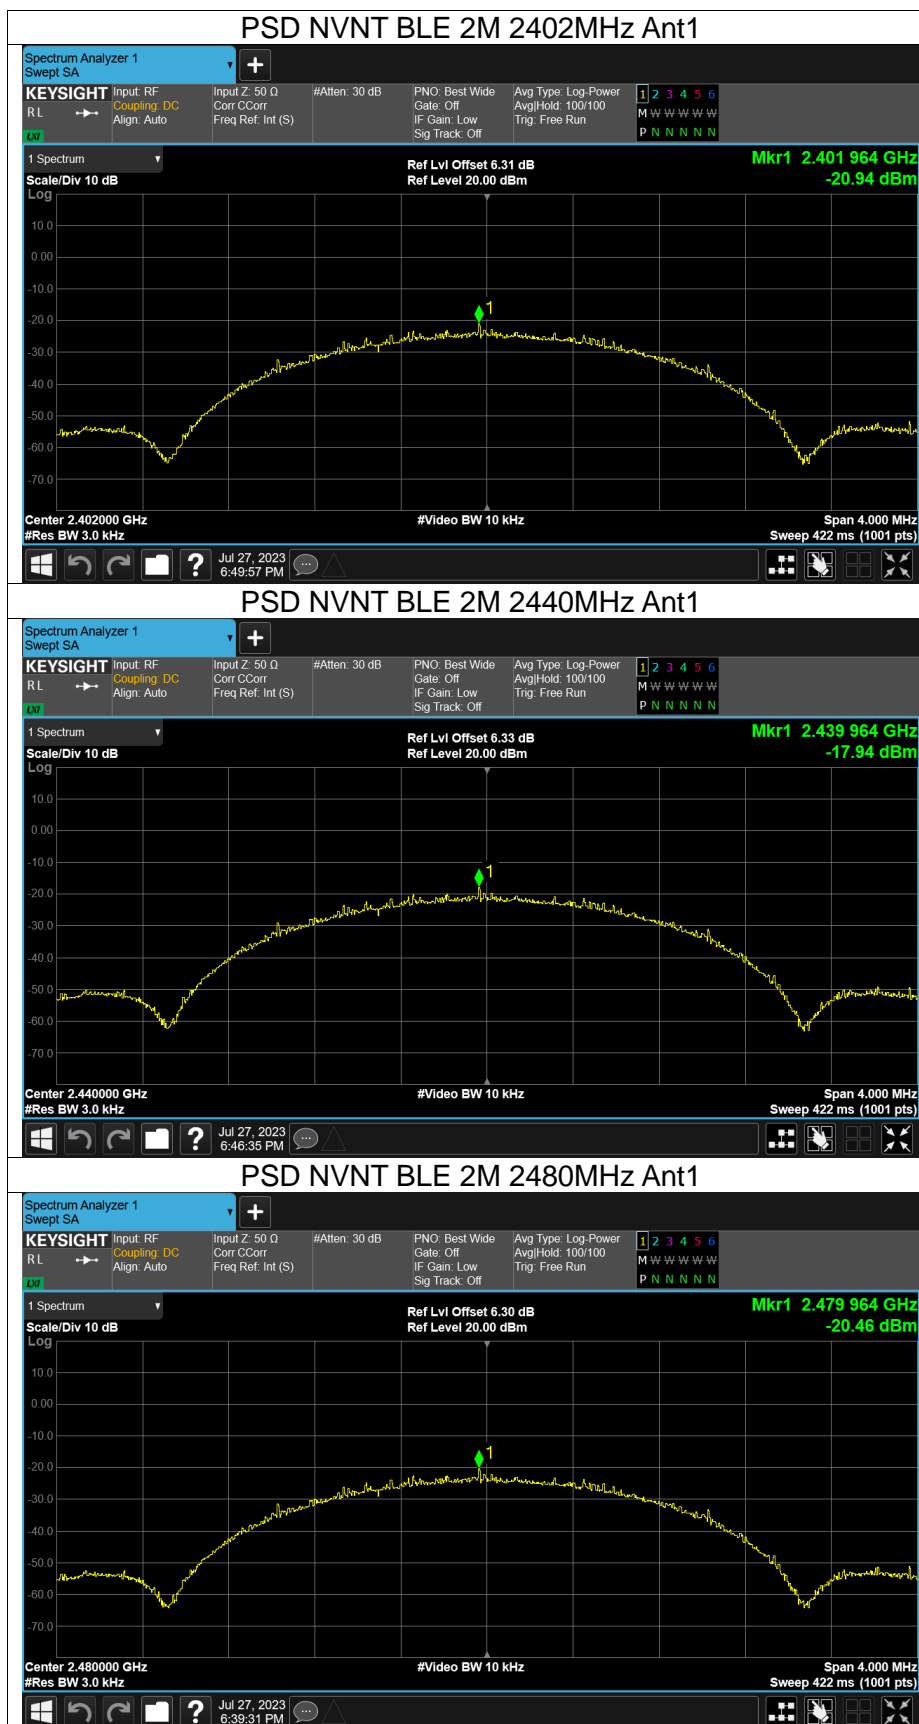 PSD NVNT BLE 2M 2402MHz Ant1
Spectrum Analyzer 1
Swept SA
KEYSIGHT Input: RF Input Z: 50 Ω #Atten: 30 dB PNO: Best Wide Avg Type: Log-Power 1 2 3 4 5 6
R L Coupling: DC Corr CCorr Gate: Off Avg|Hold: 100/100 M W W W W W
Align: Auto Freq Ref: Int (S) IF Gain: Low Trig: Free Run
LXI Sig Track: Off P N N N N N
1 Spectrum Ref Lvl Offset 6.31 dB Mkr1 2.401 964 GHz
Scale/Div 10 dB Ref Level 20.00 dBm -20.94 dBm
Log
10.0
0.00
-10.0
1
-20.0
-30.0
-40.0
-50.0
-60.0
-70.0
Center 2.402000 GHz #Video BW 10 kHz Span 4.000 MHz
#Res BW 3.0 kHz Sweep 422 ms (1001 pts)
? Jul 27, 2023
6:49:57 PM
PSD NVNT BLE 2M 2440MHz Ant1
Spectrum Analyzer 1
Swept SA
KEYSIGHT Input: RF Input Z: 50 Ω #Atten: 30 dB PNO: Best Wide Avg Type: Log-Power 1 2 3 4 5 6
R L Coupling: DC Corr CCorr Gate: Off Avg|Hold: 100/100 M W W W W W
Align: Auto Freq Ref: Int (S) IF Gain: Low Trig: Free Run
LXI Sig Track: Off P N N N N N
1 Spectrum Ref Lvl Offset 6.33 dB Mkr1 2.439 964 GHz
Scale/Div 10 dB Ref Level 20.00 dBm -17.94 dBm
Log
10.0
0.00
-10.0
1
-20.0
-30.0
-40.0
-50.0
-60.0
-70.0
Center 2.440000 GHz #Video BW 10 kHz Span 4.000 MHz
#Res BW 3.0 kHz Sweep 422 ms (1001 pts)
? Jul 27, 2023
6:46:35 PM
PSD NVNT BLE 2M 2480MHz Ant1
Spectrum Analyzer 1
Swept SA
KEYSIGHT Input: RF Input Z: 50 Ω #Atten: 30 dB PNO: Best Wide Avg Type: Log-Power 1 2 3 4 5 6
R L Coupling: DC Corr CCorr Gate: Off Avg|Hold: 100/100 M W W W W W
Align: Auto Freq Ref: Int (S) IF Gain: Low Trig: Free Run
LXI Sig Track: Off P N N N N N
1 Spectrum Ref Lvl Offset 6.30 dB Mkr1 2.479 964 GHz
Scale/Div 10 dB Ref Level 20.00 dBm -20.46 dBm
Log
10.0
0.00
-10.0
1
-20.0
-30.0
-40.0
-50.0
-60.0
-70.0
Center 2.480000 GHz #Video BW 10 kHz Span 4.000 MHz
#Res BW 3.0 kHz Sweep 422 ms (1001 pts)
? Jul 27, 2023
6:39:31 PM